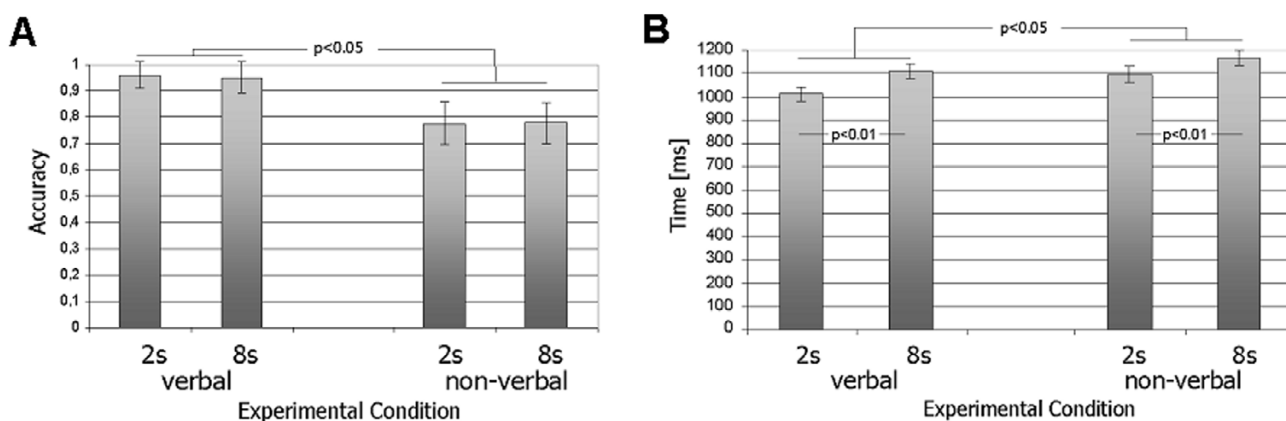 A
p<0.05
1
0,9
0,8
0,7
0,6
0,5
0,4
0,3
0,2
0,1
0
Accuracy
2s 8s 2s 8s
verbal non-verbal
Experimental Condition
B
p<0.05
1200
1100
1000
900
800
700
600
500
400
300
200
100
0
Time [ms]
p<0.01 p<0.01
2s 8s 2s 8s
verbal non-verbal
Experimental Condition